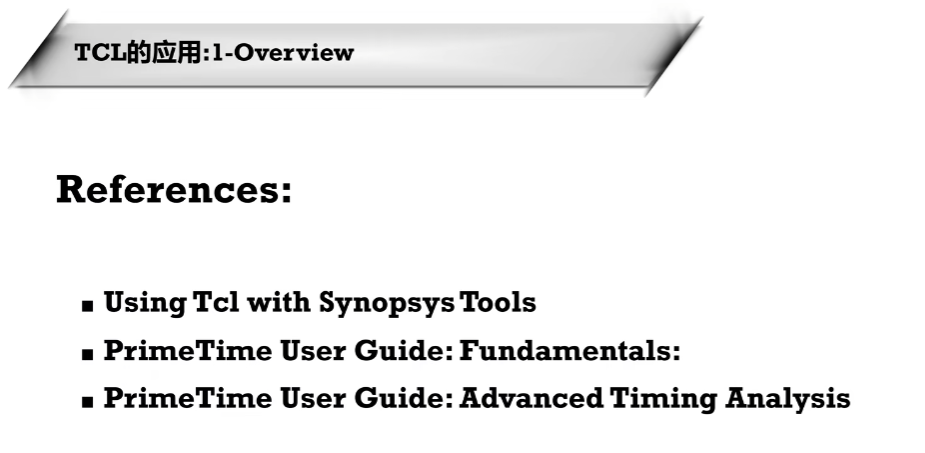 TCL的应用:1-Overview
References:
▪ Using Tcl with Synopsys Tools
▪ PrimeTime User Guide: Fundamentals:
▪ PrimeTime User Guide: Advanced Timing Analysis